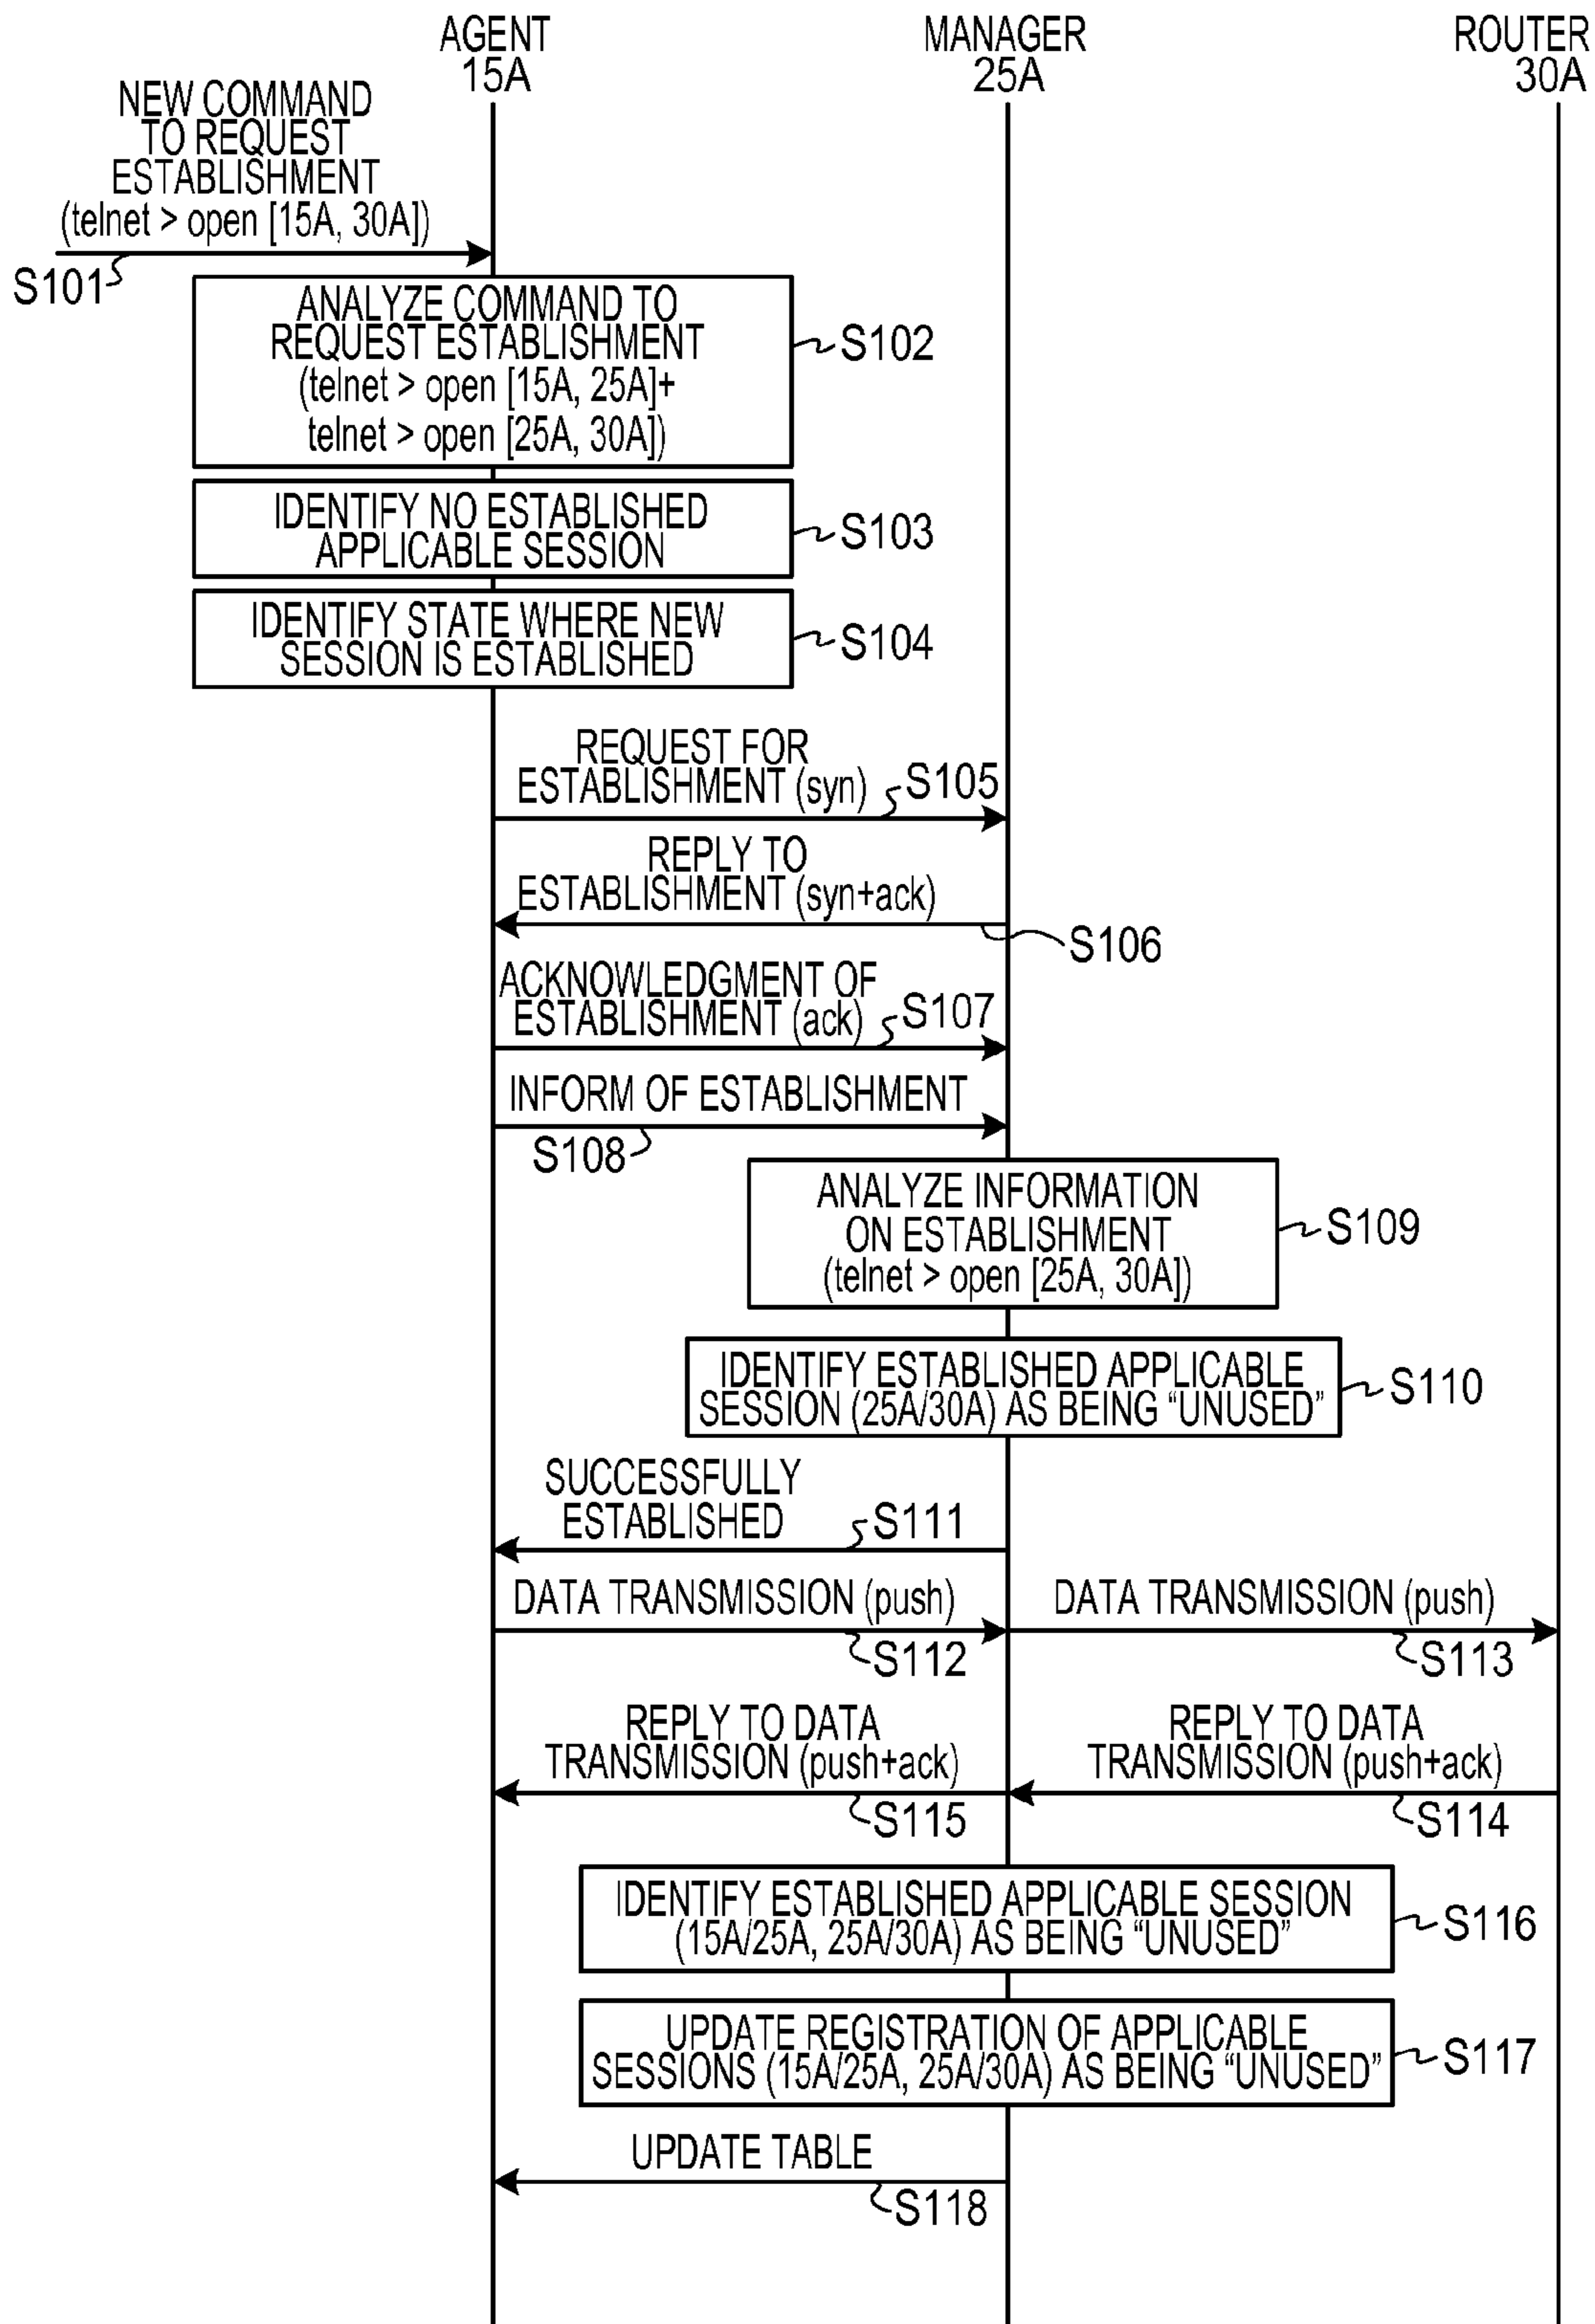 AGENT
15A
MANAGER
25A
ROUTER
30A
NEW COMMAND
TO REQUEST
ESTABLISHMENT
(telnet > open [15A, 30A])
S101
ANALYZE COMMAND TO
REQUEST ESTABLISHMENT
(telnet > open [15A, 25A]+
telnet > open [25A, 30A])
S102
IDENTIFY NO ESTABLISHED
APPLICABLE SESSION
S103
IDENTIFY STATE WHERE NEW
SESSION IS ESTABLISHED
S104
REQUEST FOR
ESTABLISHMENT (syn)
S105
REPLY TO
ESTABLISHMENT (syn+ack)
S106
ACKNOWLEDGMENT OF
ESTABLISHMENT (ack)
S107
INFORM OF ESTABLISHMENT
S108
ANALYZE INFORMATION
ON ESTABLISHMENT
(telnet > open [25A, 30A])
S109
IDENTIFY ESTABLISHED APPLICABLE
SESSION (25A/30A) AS BEING “UNUSED”
S110
SUCCESSFULLY
ESTABLISHED
S111
DATA TRANSMISSION (push)
S112
DATA TRANSMISSION (push)
S113
REPLY TO DATA
TRANSMISSION (push+ack)
S115
REPLY TO DATA
TRANSMISSION (push+ack)
S114
IDENTIFY ESTABLISHED APPLICABLE SESSION
(15A/25A, 25A/30A) AS BEING “UNUSED”
S116
UPDATE REGISTRATION OF APPLICABLE
SESSIONS (15A/25A, 25A/30A) AS BEING “UNUSED”
S117
UPDATE TABLE
S118